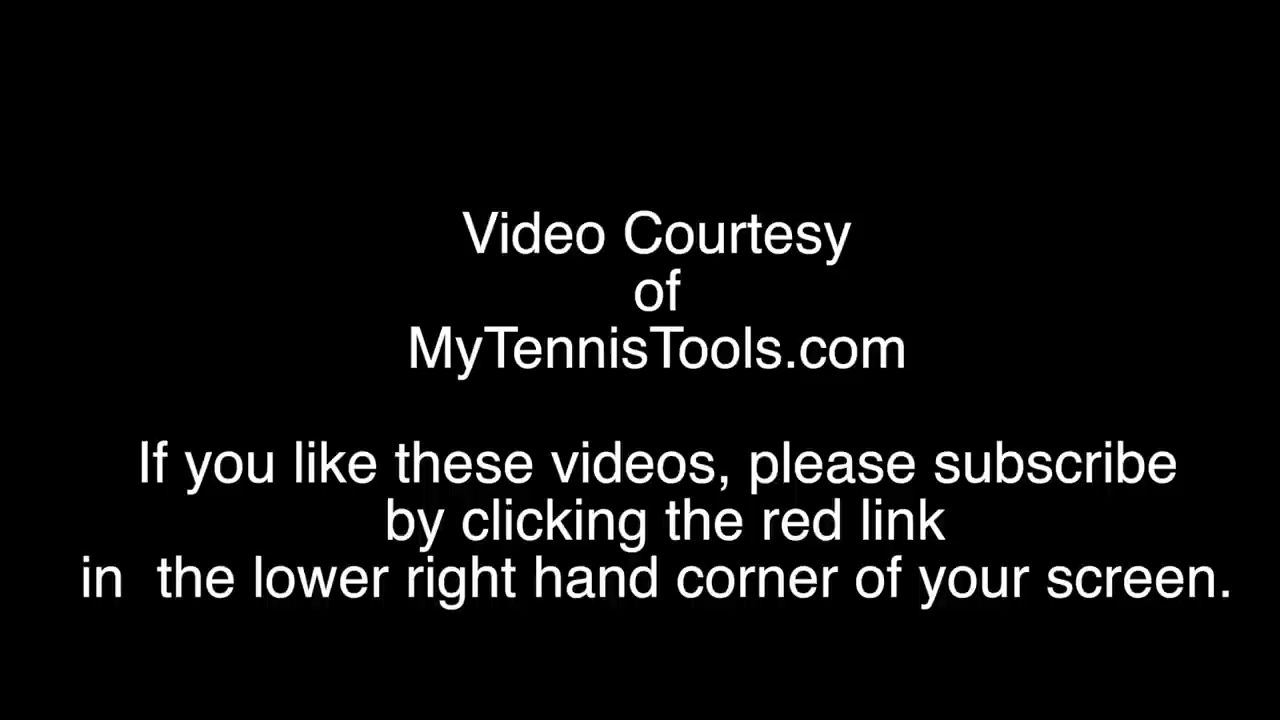 Video Courtesy
of
MyTennisTools.com
If you like these videos, please subscribe
by clicking the red link
in  the lower right hand corner of your screen.